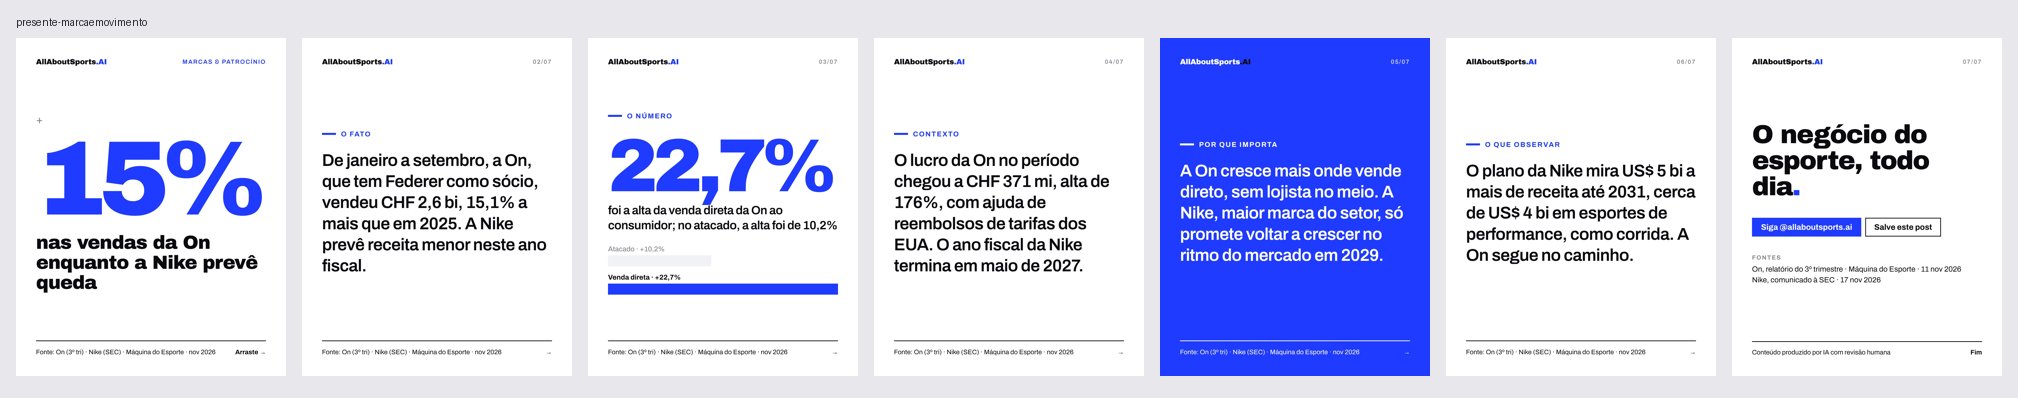 presente-marcaemovimento
AllAboutSports.AI
MARCAS & PATROCÍNIO
+
15%
nas vendas da On
enquanto a Nike prevê
queda
Fonte: On (3º tri) · Nike (SEC) · Máquina do Esporte · nov 2026
Arraste →
AllAboutSports.AI
02/07
O FATO
De janeiro a setembro, a On,
que tem Federer como sócio,
vendeu CHF 2,6 bi, 15,1% a
mais que em 2025. A Nike
prevê receita menor neste ano
fiscal.
Fonte: On (3º tri) · Nike (SEC) · Máquina do Esporte · nov 2026
→
AllAboutSports.AI
03/07
O NÚMERO
22,7%
foi a alta da venda direta da On ao
consumidor; no atacado, a alta foi de 10,2%
Atacado · +10,2%
Venda direta · +22,7%
Fonte: On (3º tri) · Nike (SEC) · Máquina do Esporte · nov 2026
→
AllAboutSports.AI
04/07
CONTEXTO
O lucro da On no período
chegou a CHF 371 mi, alta de
176%, com ajuda de
reembolsos de tarifas dos
EUA. O ano fiscal da Nike
termina em maio de 2027.
Fonte: On (3º tri) · Nike (SEC) · Máquina do Esporte · nov 2026
→
AllAboutSports.AI
05/07
POR QUE IMPORTA
A On cresce mais onde vende
direto, sem lojista no meio. A
Nike, maior marca do setor, só
promete voltar a crescer no
ritmo do mercado em 2029.
Fonte: On (3º tri) · Nike (SEC) · Máquina do Esporte · nov 2026
→
AllAboutSports.AI
06/07
O QUE OBSERVAR
O plano da Nike mira US$ 5 bi a
mais de receita até 2031, cerca
de US$ 4 bi em esportes de
performance, como corrida. A
On segue no caminho.
Fonte: On (3º tri) · Nike (SEC) · Máquina do Esporte · nov 2026
→
AllAboutSports.AI
07/07
O negócio do
esporte, todo
dia.
Siga @allaboutsports.ai
Salve este post
FONTES
On, relatório do 3º trimestre · Máquina do Esporte · 11 nov 2026
Nike, comunicado à SEC · 17 nov 2026
Conteúdo produzido por IA com revisão humana
Fim